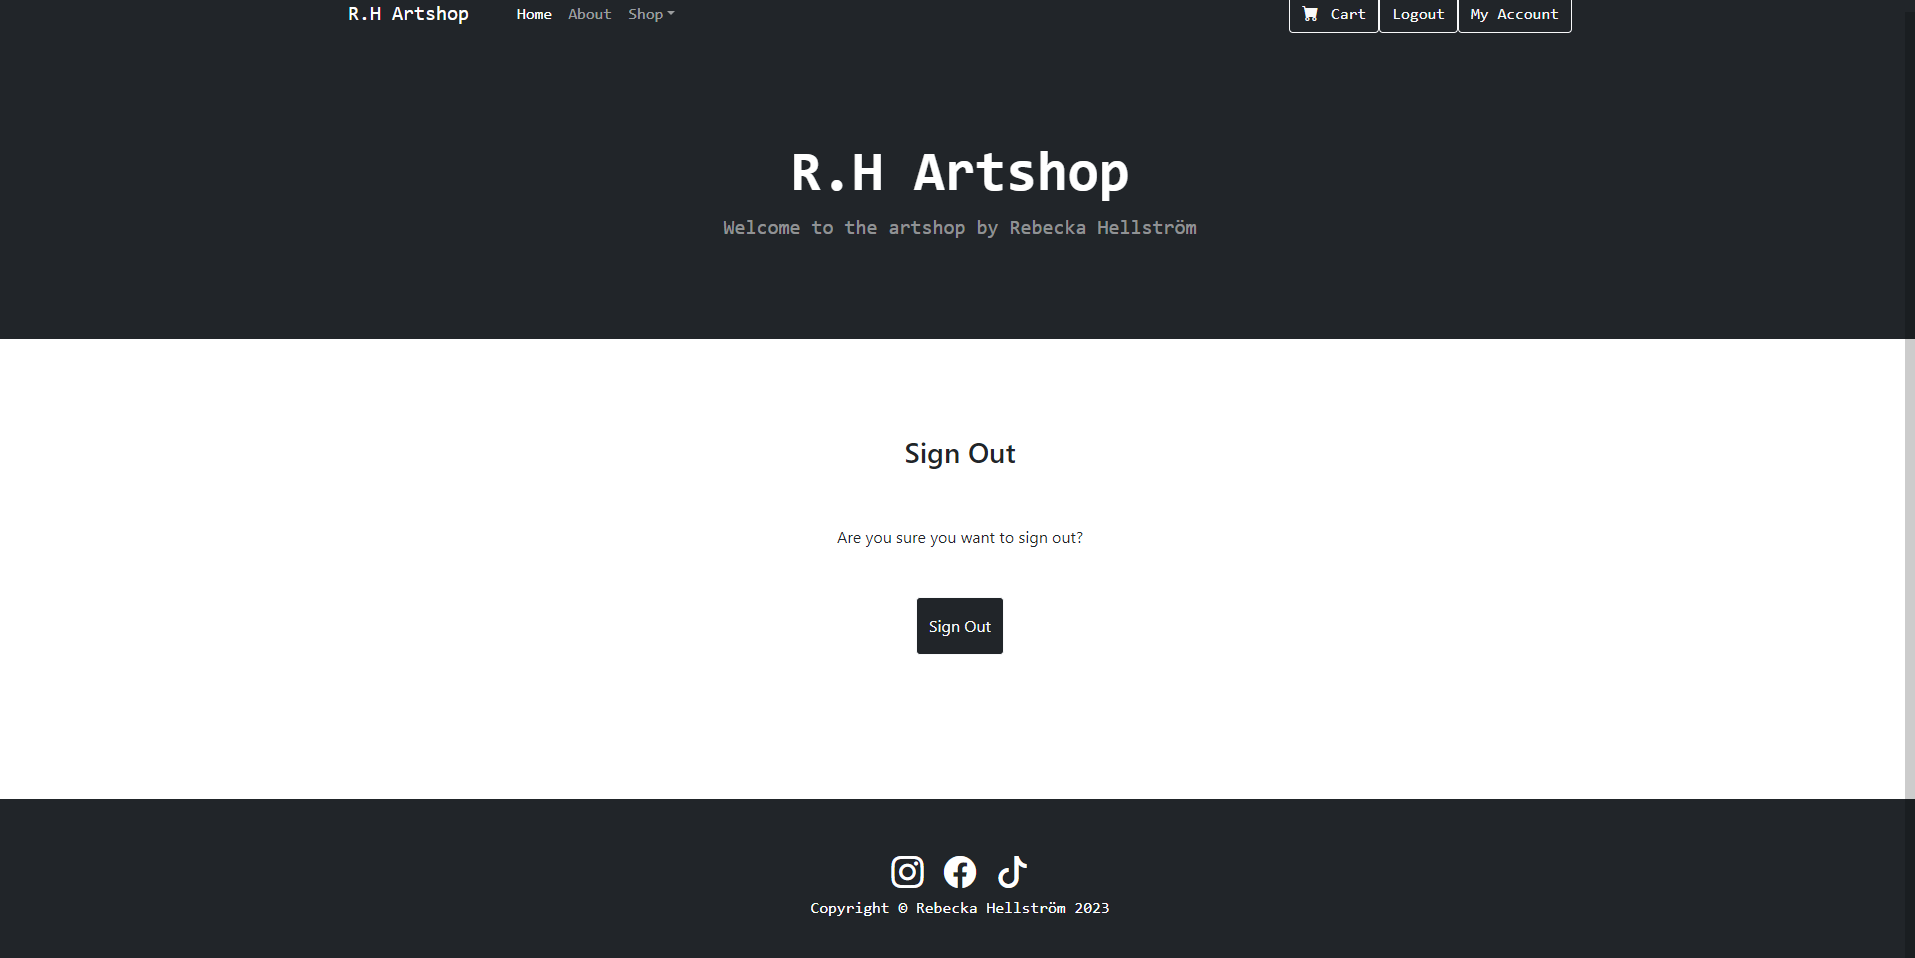 R.H Artshop Home About Shop Cart Logout My Account
R.H Artshop
Welcome to the artshop by Rebecka Hellström
Sign Out
Are you sure you want to sign out?
Sign Out
Copyright © Rebecka Hellström 2023